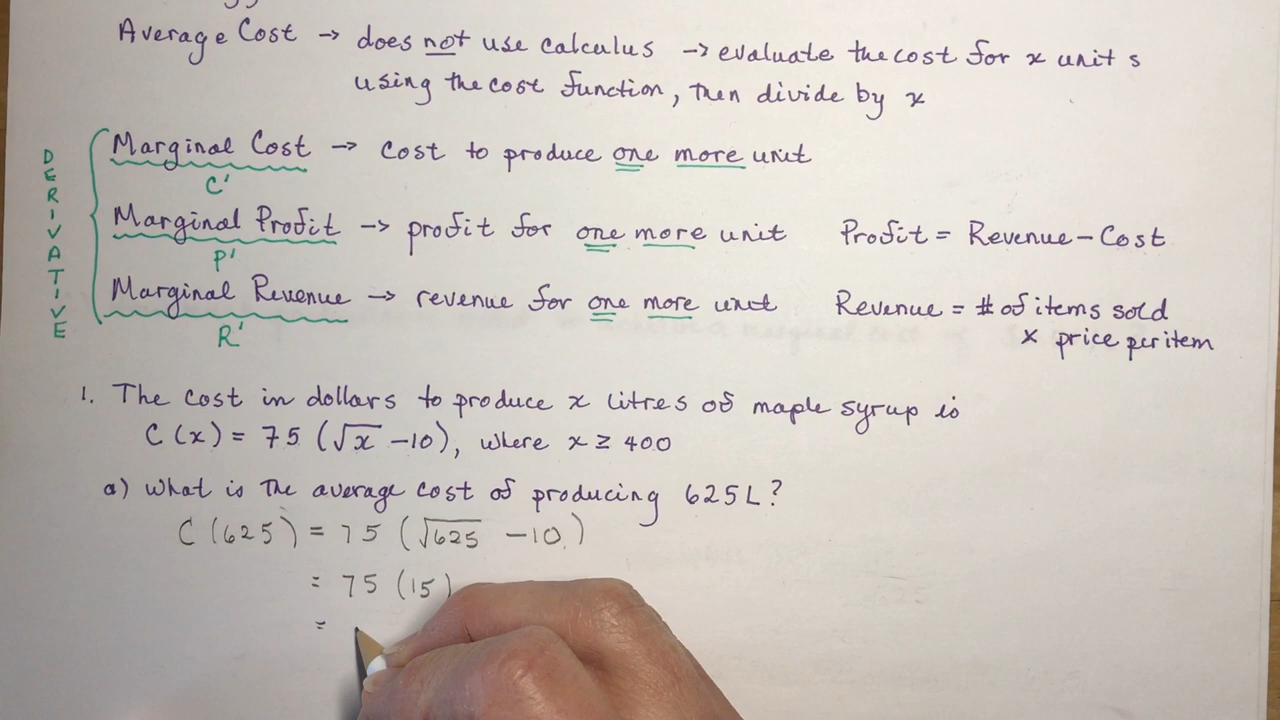 Average Cost → does not use calculus → evaluate the cost for x units
using the cost function, then divide by x
DERIVATIVE
Marginal Cost → cost to produce one more unit
C'
Marginal Profit → profit for one more unit Profit = Revenue - Cost
P'
Marginal Revenue → revenue for one more unit Revenue = # of items sold
x price per item
R'
1. The cost in dollars to produce x litres of maple syrup is
C(x) = 75(√x - 10), where x ≥ 400
a) What is the average cost of producing 625L?
C(625) = 75(√625 - 10)
= 75(15)
=